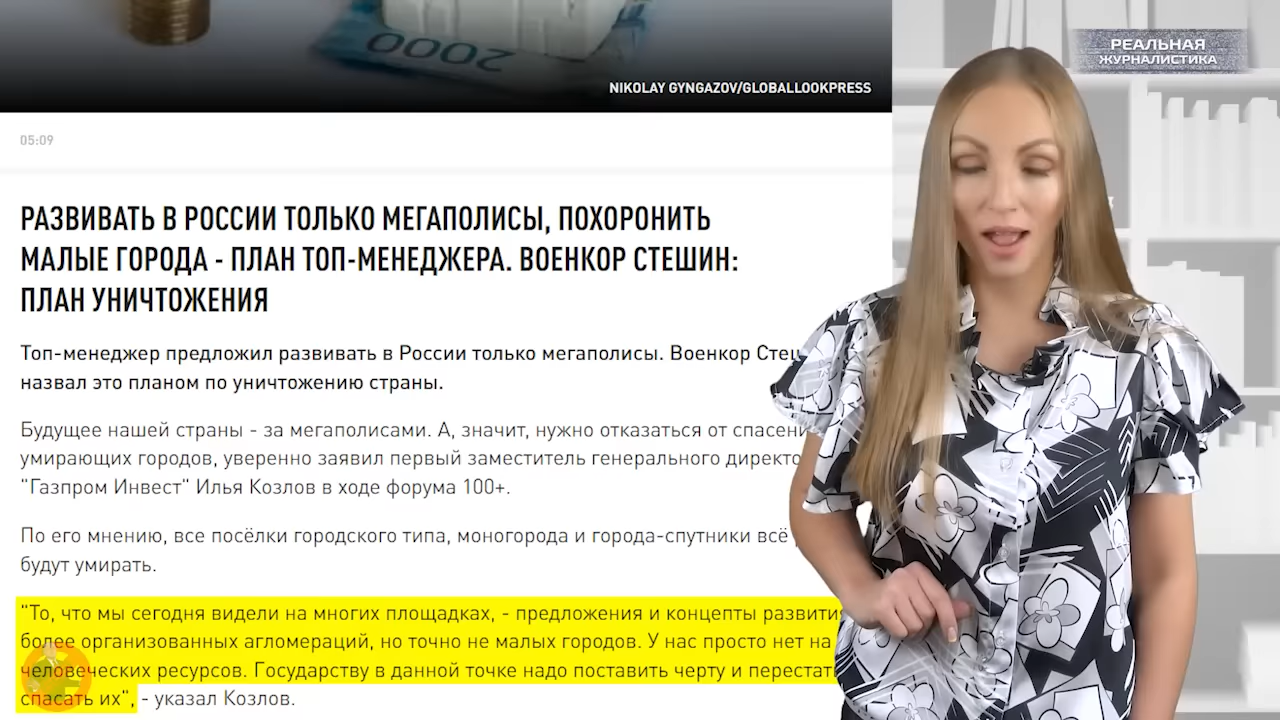 2000
NIKOLAY GYNGAZOV/GLOBALLOOKPRESS
РЕАЛЬНАЯ
ЖУРНАЛИСТИКА
05:09
РАЗВИВАТЬ В РОССИИ ТОЛЬКО МЕГАПОЛИСЫ, ПОХОРОНИТЬ
МАЛЫЕ ГОРОДА - ПЛАН ТОП-МЕНЕДЖЕРА. ВОЕНКОР СТЕШИН:
ПЛАН УНИЧТОЖЕНИЯ
Топ-менеджер предложил развивать в России только мегаполисы. Военкор Стеш
назвал это планом по уничтожению страны.
Будущее нашей страны - за мегаполисами. А, значит, нужно отказаться от спасен
умирающих городов, уверенно заявил первый заместитель генерального директо
"Газпром Инвест" Илья Козлов в ходе форума 100+.
По его мнению, все посёлки городского типа, моногорода и города-спутники всё
будут умирать.
"То, что мы сегодня видели на многих площадках, - предложения и концепты развити
более организованных агломераций, но точно не малых городов. У нас просто нет на
человеческих ресурсов. Государству в данной точке надо поставить черту и перестат
спасать их", - указал Козлов.